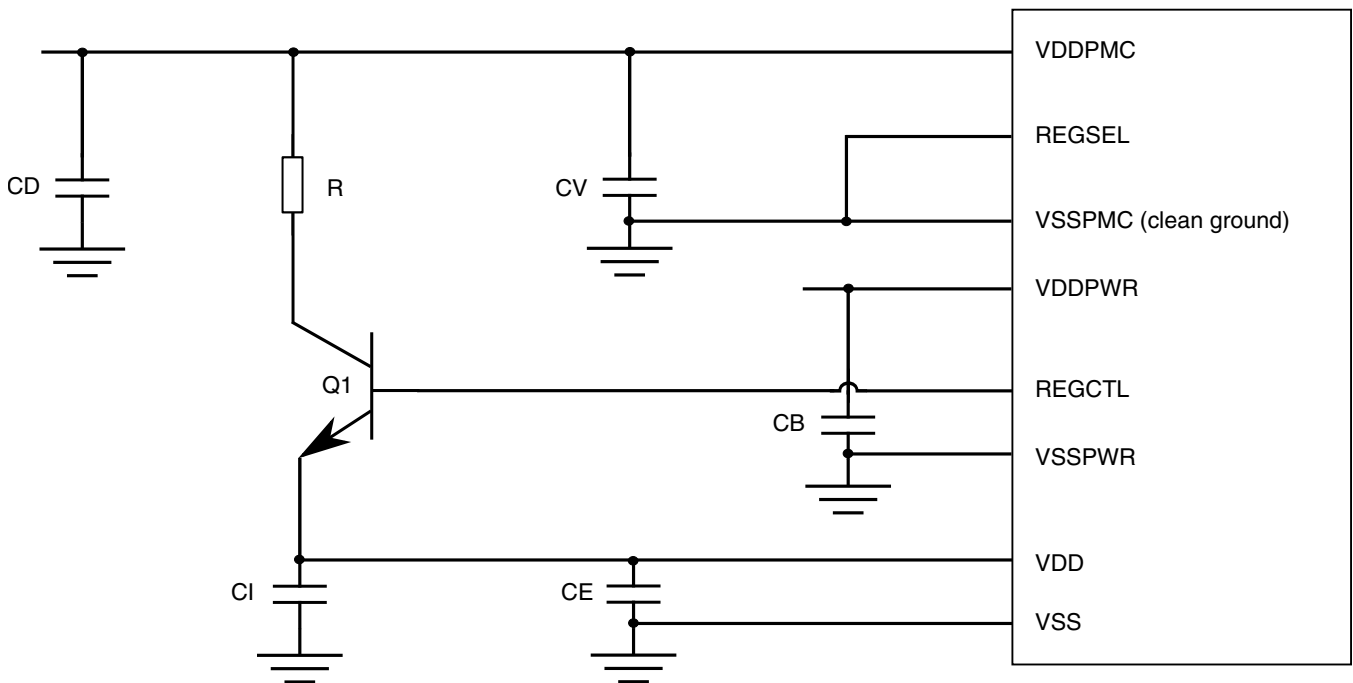 VDDPMC
REGSEL
CD
R
CV
VSSPMC (clean ground)
VDDPWR
Q1
REGCTL
CB
VSSPWR
VDD
CI
CE
VSS